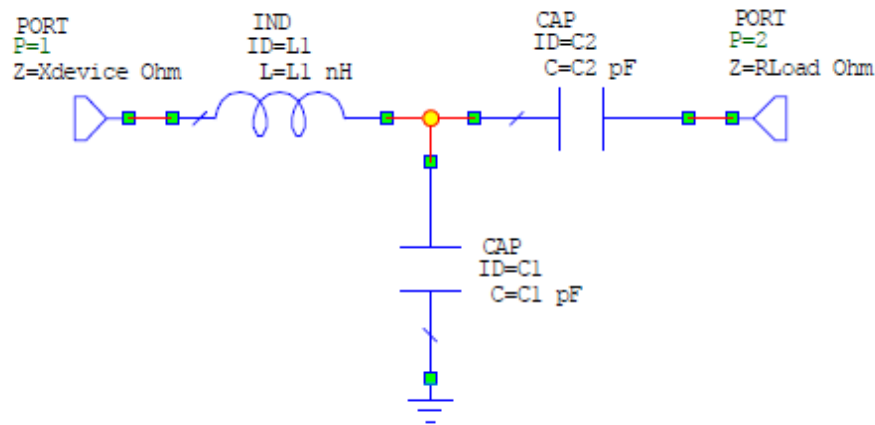 PORT
P=1
Z=Xdevice Ohm
IND
ID=L1
L=L1 nH
CAP
ID=C2
C=C2 pF
PORT
P=2
Z=RLoad Ohm
CAP
ID=C1
C=C1 pF